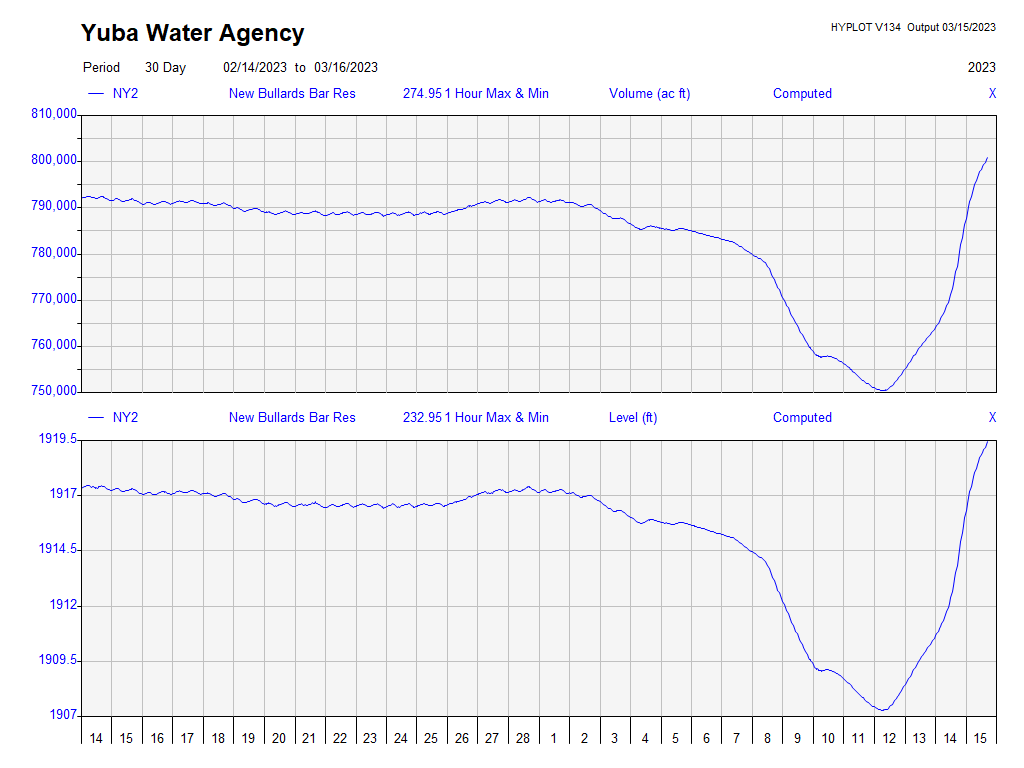 Yuba Water Agency
HYPLOT V134 Output 03/15/2023
Period 30 Day 02/14/2023 to 03/16/2023 2023
NY2 New Bullards Bar Res 274.95 1 Hour Max & Min Volume (ac ft) Computed X
810,000
800,000
790,000
780,000
770,000
760,000
750,000
NY2 New Bullards Bar Res 232.95 1 Hour Max & Min Level (ft) Computed X
1919.5
1917
1914.5
1912
1909.5
1907
14 15 16 17 18 19 20 21 22 23 24 25 26 27 28 1 2 3 4 5 6 7 8 9 10 11 12 13 14 15